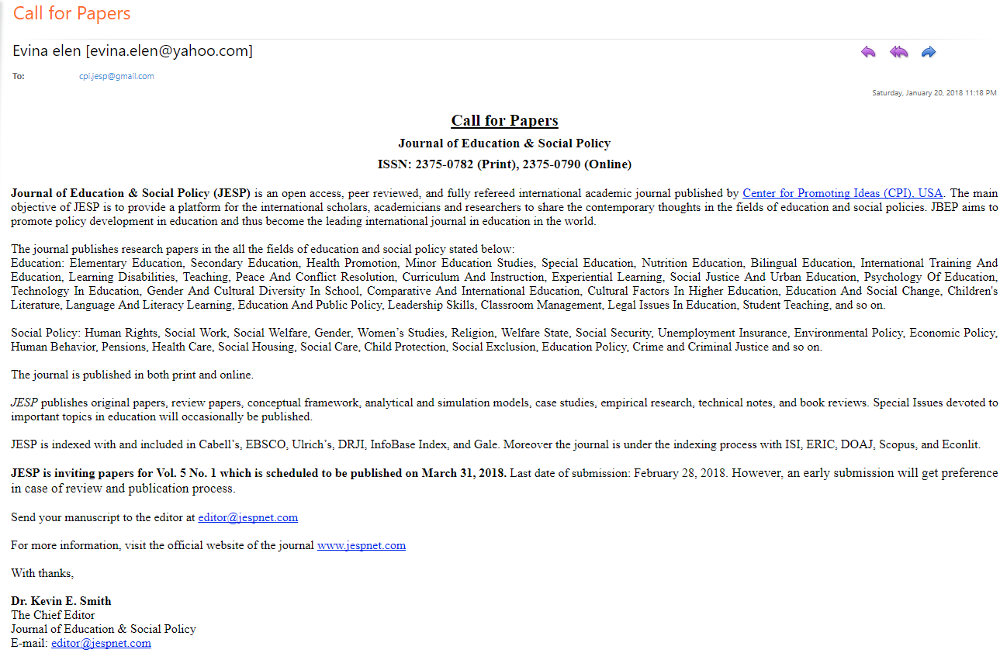 Call for Papers
Evina elen [evina.elen@yahoo.com]
To: cpi.jesp@gmail.com
Saturday, January 20, 2018 11:18 PM
Call for Papers
Journal of Education & Social Policy
ISSN: 2375-0782 (Print), 2375-0790 (Online)
Journal of Education & Social Policy (JESP) is an open access, peer reviewed, and fully refereed international academic journal published by Center for Promoting Ideas (CPI), USA. The main
objective of JESP is to provide a platform for the international scholars, academicians and researchers to share the contemporary thoughts in the fields of education and social policies. JBEP aims to
promote policy development in education and thus become the leading international journal in education in the world.
The journal publishes research papers in the all the fields of education and social policy stated below:
Education: Elementary Education, Secondary Education, Health Promotion, Minor Education Studies, Special Education, Nutrition Education, Bilingual Education, International Training And
Education, Learning Disabilities, Teaching, Peace And Conflict Resolution, Curriculum And Instruction, Experiential Learning, Social Justice And Urban Education, Psychology Of Education,
Technology In Education, Gender And Cultural Diversity In School, Comparative And International Education, Cultural Factors In Higher Education, Education And Social Change, Children's
Literature, Language And Literacy Learning, Education And Public Policy, Leadership Skills, Classroom Management, Legal Issues In Education, Student Teaching, and so on.
Social Policy: Human Rights, Social Work, Social Welfare, Gender, Women’s Studies, Religion, Welfare State, Social Security, Unemployment Insurance, Environmental Policy, Economic Policy,
Human Behavior, Pensions, Health Care, Social Housing, Social Care, Child Protection, Social Exclusion, Education Policy, Crime and Criminal Justice and so on.
The journal is published in both print and online.
JESP publishes original papers, review papers, conceptual framework, analytical and simulation models, case studies, empirical research, technical notes, and book reviews. Special Issues devoted to
important topics in education will occasionally be published.
JESP is indexed with and included in Cabell’s, EBSCO, Ulrich’s, DRJI, InfoBase Index, and Gale. Moreover the journal is under the indexing process with ISI, ERIC, DOAJ, Scopus, and Econlit.
JESP is inviting papers for Vol. 5 No. 1 which is scheduled to be published on March 31, 2018. Last date of submission: February 28, 2018. However, an early submission will get preference
in case of review and publication process.
Send your manuscript to the editor at editor@jespnet.com
For more information, visit the official website of the journal www.jespnet.com
With thanks,
Dr. Kevin E. Smith
The Chief Editor
Journal of Education & Social Policy
E-mail: editor@jespnet.com